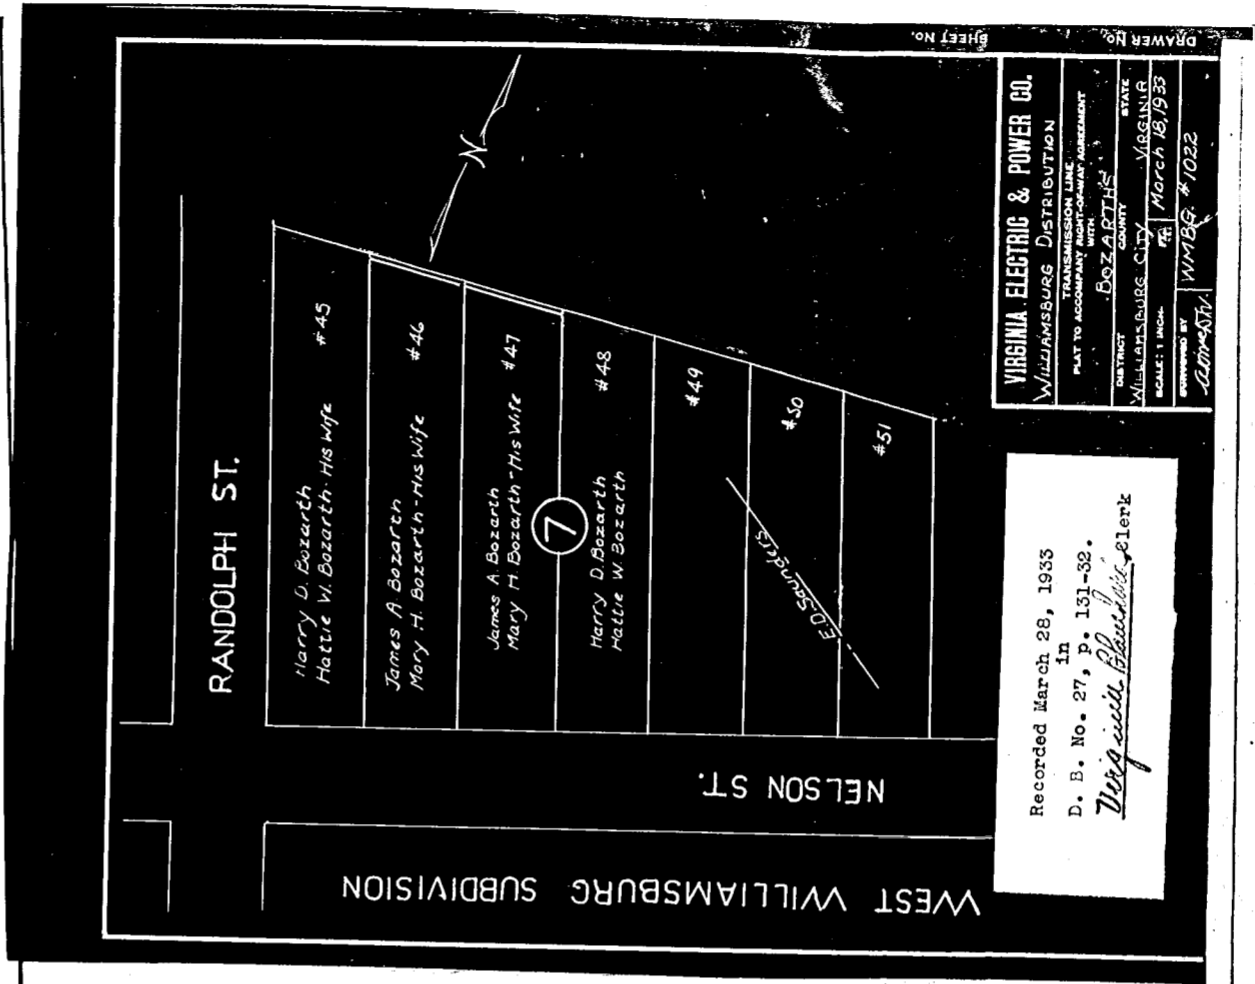 SHEET NO.
DRAWER NO.
VIRGINIA ELECTRIC & POWER CO.
WILLIAMSBURG DISTRIBUTION
TRANSMISSION LINE
PLAT TO ACCOMPANY RIGHT-OF-WAY AGREEMENT
WITH
BOZARTHS
DISTRICT COUNTY STATE
WILLIAMSBURG CITY VIRGINIA
SCALE: 1 INCH March 18, 1933
SURVEYED BY WMBG. #1022
N
RANDOLPH ST.
Harry D. Bozarth
Hattie W. Bozarth-His Wife #45
James A. Bozarth
Mary H. Bozarth-His Wife #46
James A. Bozarth
Mary H. Bozarth-His Wife #47
7
Harry D. Bozarth
Hattie W. Bozarth #48
#49
#50
#51
E.D. Saunders
NELSON ST.
WEST WILLIAMSBURG SUBDIVISION
Recorded March 28, 1933
in
D. B. No. 27, p. 131-32.
Clerk